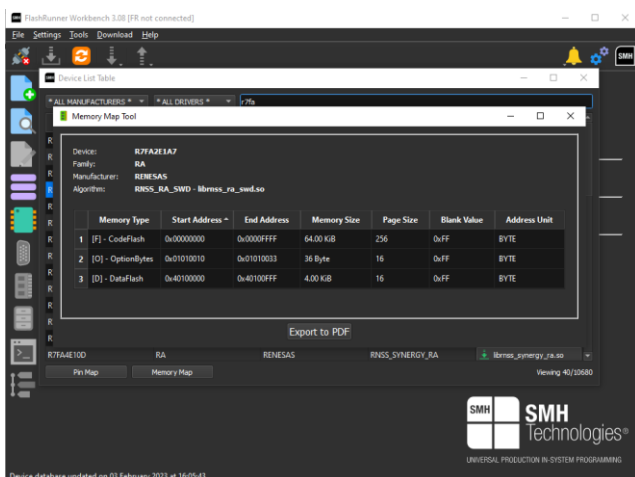 FlashRunner Workbench 3.08 [FR not connected]
File Settings Tools Download Help
SMH
Device List Table
* ALL MANUFACTURERS * * ALL DRIVERS * r7fa
Memory Map Tool
Device: R7FA2E1A7
Family: RA
Manufacturer: RENESAS
Algorithm: RNSS_RA_SWD - librnss_ra_swd.so
Memory Type Start Address End Address Memory Size Page Size Blank Value Address Unit
1 [F] - CodeFlash 0x00000000 0x0000FFFF 64.00 KiB 256 0xFF BYTE
2 [O] - OptionBytes 0x01010010 0x01010033 36 Byte 16 0xFF BYTE
3 [D] - DataFlash 0x40100000 0x40100FFF 4.00 KiB 16 0xFF BYTE
Export to PDF
R7FA4E10D RA RENESAS RNSS_SYNERGY_RA librnss_synergy_ra.so
Pin Map Memory Map Viewing 40/10680
SMH SMH
Technologies®
UNIVERSAL PRODUCTION IN-SYSTEM PROGRAMMING
Device database updated on 03 February 2023 at 16:05:43